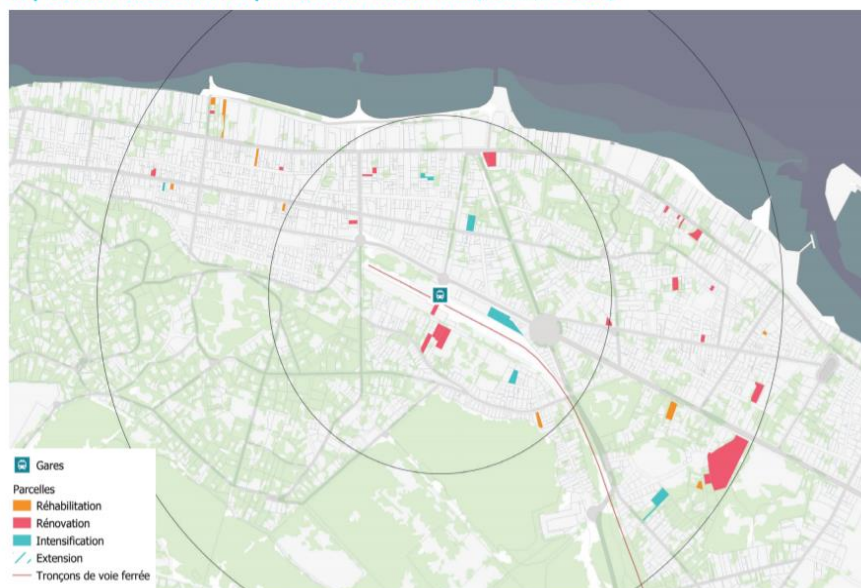 Gares
Parcelles
Réhabilitation
Rénovation
Intensification
Extension
Tronçons de voie ferrée